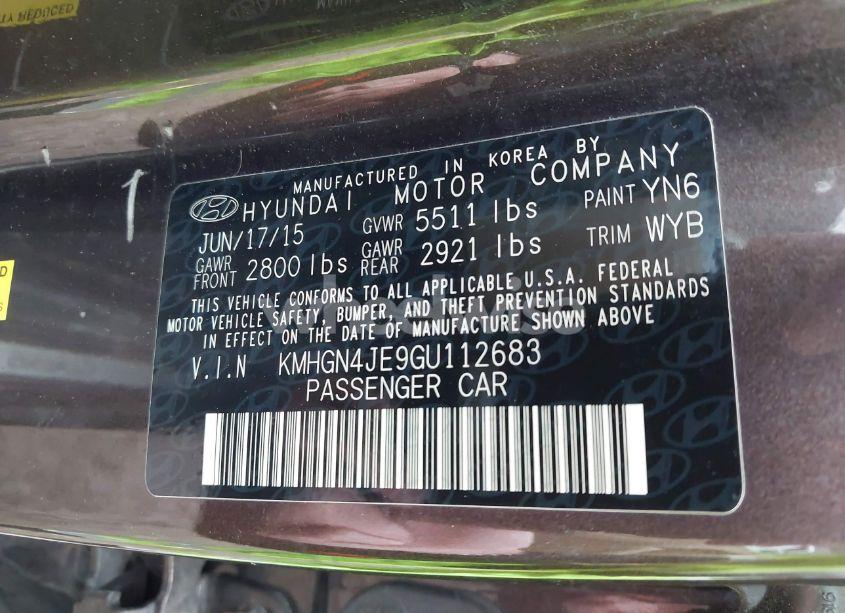 MANUFACTURED IN KOREA BY
HYUNDAI MOTOR COMPANY
JUN/17/15 GVWR 5511 lbs PAINT YN6
GAWR FRONT 2800 lbs GAWR REAR 2921 lbs TRIM WYB
THIS VEHICLE CONFORMS TO ALL APPLICABLE U.S.A. FEDERAL
MOTOR VEHICLE SAFETY, BUMPER, AND THEFT PREVENTION STANDARDS
IN EFFECT ON THE DATE OF MANUFACTURE SHOWN ABOVE
V.I.N KMHGN4JE9GU112683
PASSENGER CAR
REDUCED
1